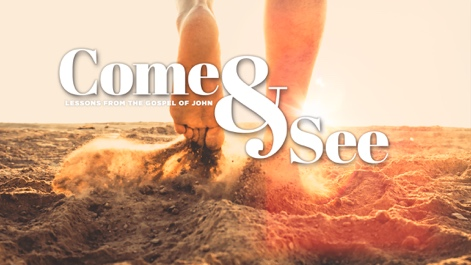 Come &
LESSONS FROM THE GOSPEL OF JOHN
See